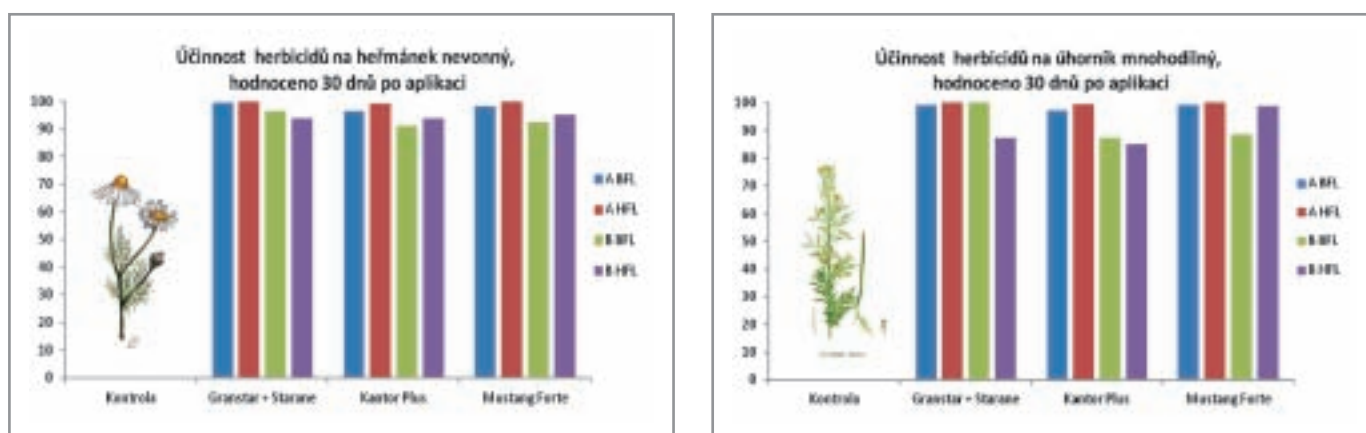 Účinnost herbicidů na heřmánek nevonný,
hodnoceno 30 dnů po aplikaci
100
90
80
70
60
50
40
30
20
10
0
Kontrola
Granstar + Starane
Kantor Plus
Mustang Forte
A BFL
A HFL
B BFL
B HFL
Účinnost herbicidů na úhorník mnohodílný,
hodnoceno 30 dnů po aplikaci
100
90
80
70
60
50
40
30
20
10
0
Kontrola
Granstar + Starane
Kantor Plus
Mustang Forte
A BFL
A HFL
B BFL
B HFL